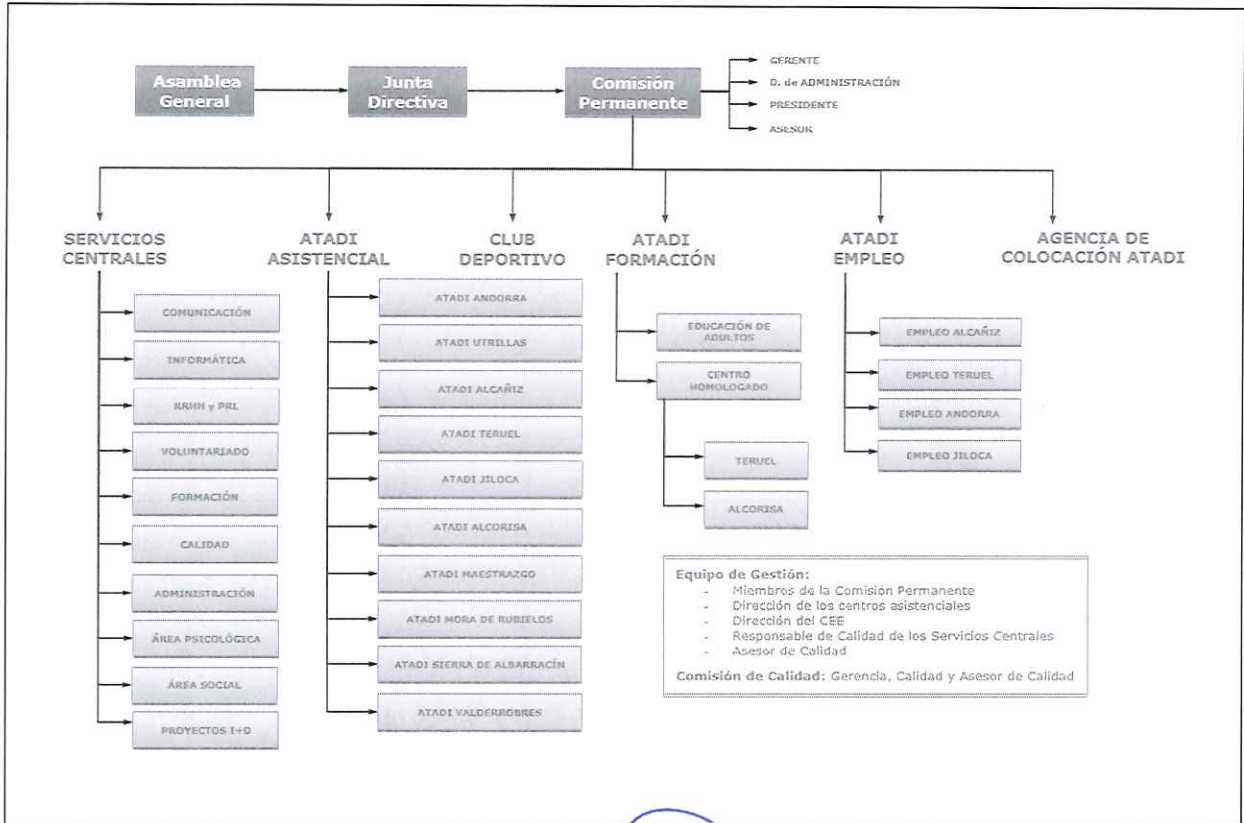 Asamblea
General
Junta
Directiva
Comisión
Permanente
GERENTE
D. de ADMINISTRACIÓN
PRESIDENTE
ASESOR
SERVICIOS
CENTRALES
COMUNICACIÓN
INFORMÁTICA
RRHH y PRL
VOLUNTARIADO
FORMACIÓN
CALIDAD
ADMINISTRACIÓN
ÁREA PSICOLÓGICA
ÁREA SOCIAL
PROYECTOS I+D
ATADI
ASISTENCIAL
ATADI ANDORRA
ATADI UTRILLAS
ATADI ALCAÑIZ
ATADI TERUEL
ATADI JILOCA
ATADI ALCORISA
ATADI MAESTRAZGO
ATADI MORA DE RUBIELOS
ATADI SIERRA DE ALBARRACÍN
ATADI VALDERROBRES
CLUB
DEPORTIVO
ATADI
FORMACIÓN
EDUCACIÓN DE
ADULTOS
CENTRO
HOMOLOGADO
TERUEL
ALCORISA
ATADI
EMPLEO
EMPLEO ALCAÑIZ
EMPLEO TERUEL
EMPLEO ANDORRA
EMPLEO JILOCA
AGENCIA DE
COLOCACIÓN ATADI
Equipo de Gestión:
- Miembros de la Comisión Permanente
- Dirección de los centros asistenciales
- Dirección del CEE
- Responsable de Calidad de los Servicios Centrales
- Asesor de Calidad
Comisión de Calidad: Gerencia, Calidad y Asesor de Calidad